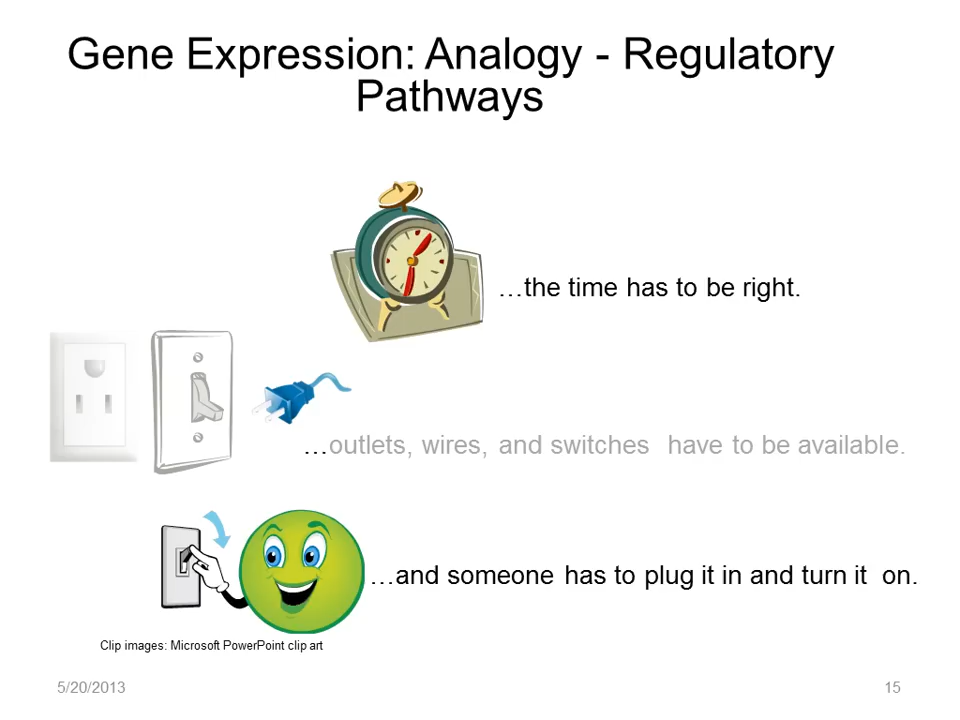 Gene Expression: Analogy - Regulatory
Pathways
…the time has to be right.
…outlets, wires, and switches  have to be available.
…and someone has to plug it in and turn it  on.
Clip images: Microsoft PowerPoint clip art
5/20/2013
15